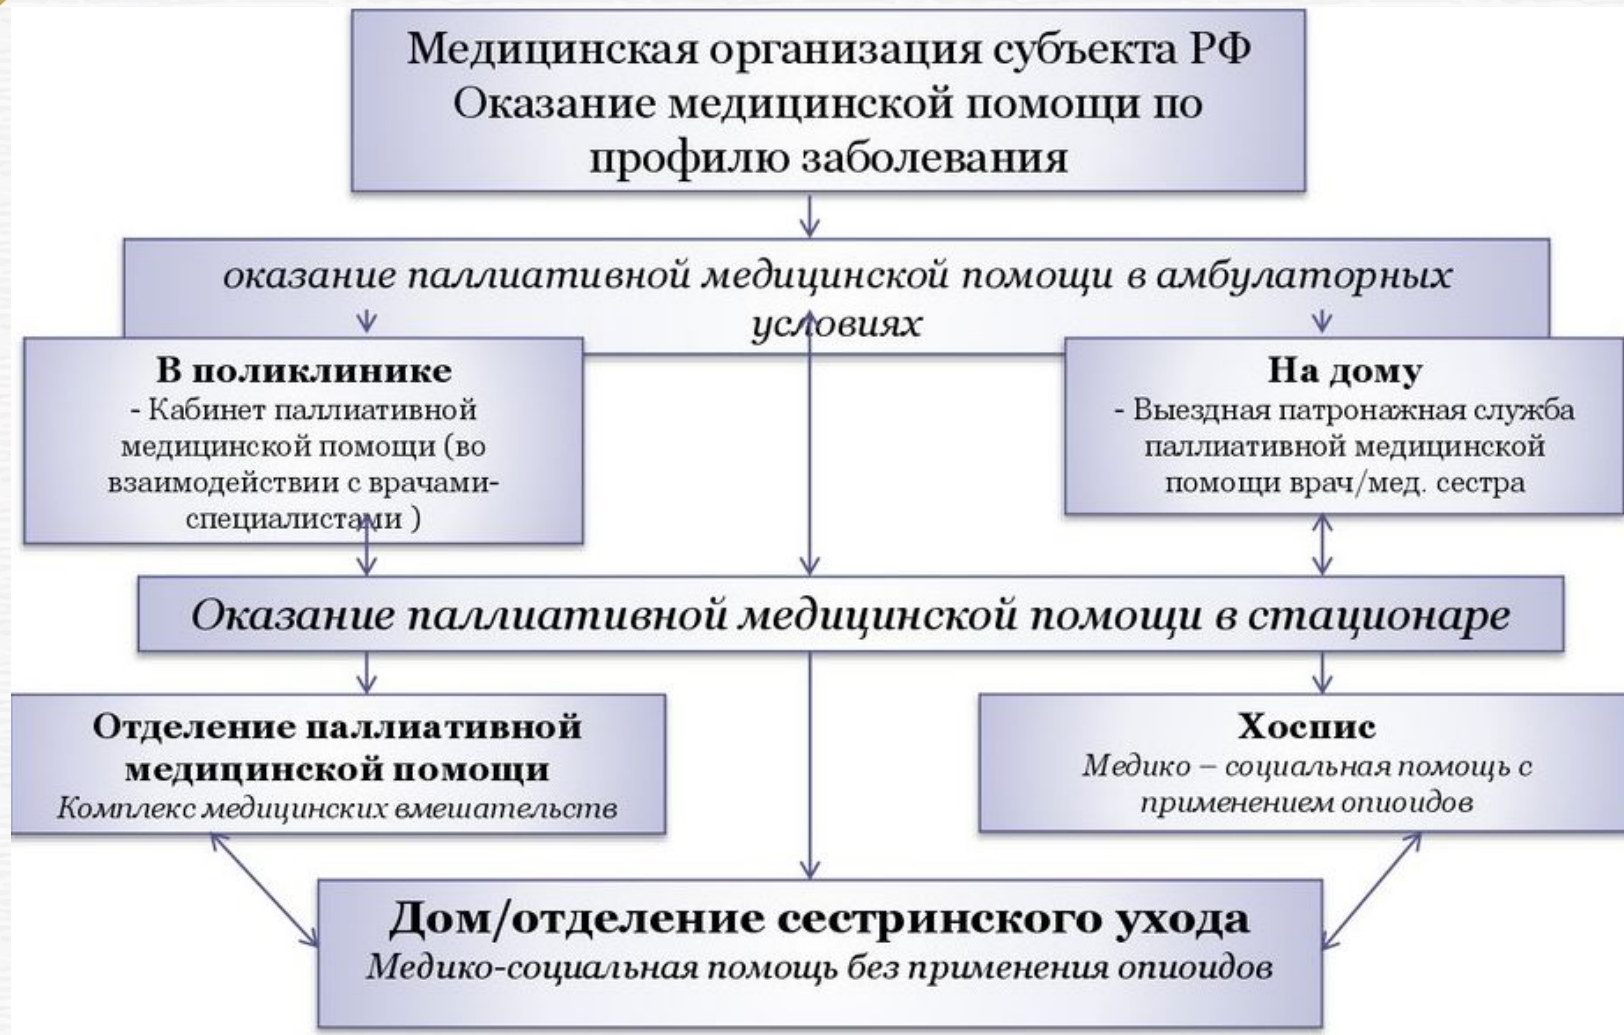 Медицинская организация субъекта РФ
Оказание медицинской помощи по
профилю заболевания
оказание паллиативной медицинской помощи в амбулаторных
условиях
В поликлинике
- Кабинет паллиативной
медицинской помощи (во
взаимодействии с врачами-
специалистами )
На дому
- Выездная патронажная служба
паллиативной медицинской
помощи врач/мед. сестра
Оказание паллиативной медицинской помощи в стационаре
Отделение паллиативной
медицинской помощи
Комплекс медицинских вмешательств
Хоспис
Медико – социальная помощь с
применением опиоидов
Дом/отделение сестринского ухода
Медико-социальная помощь без применения опиоидов